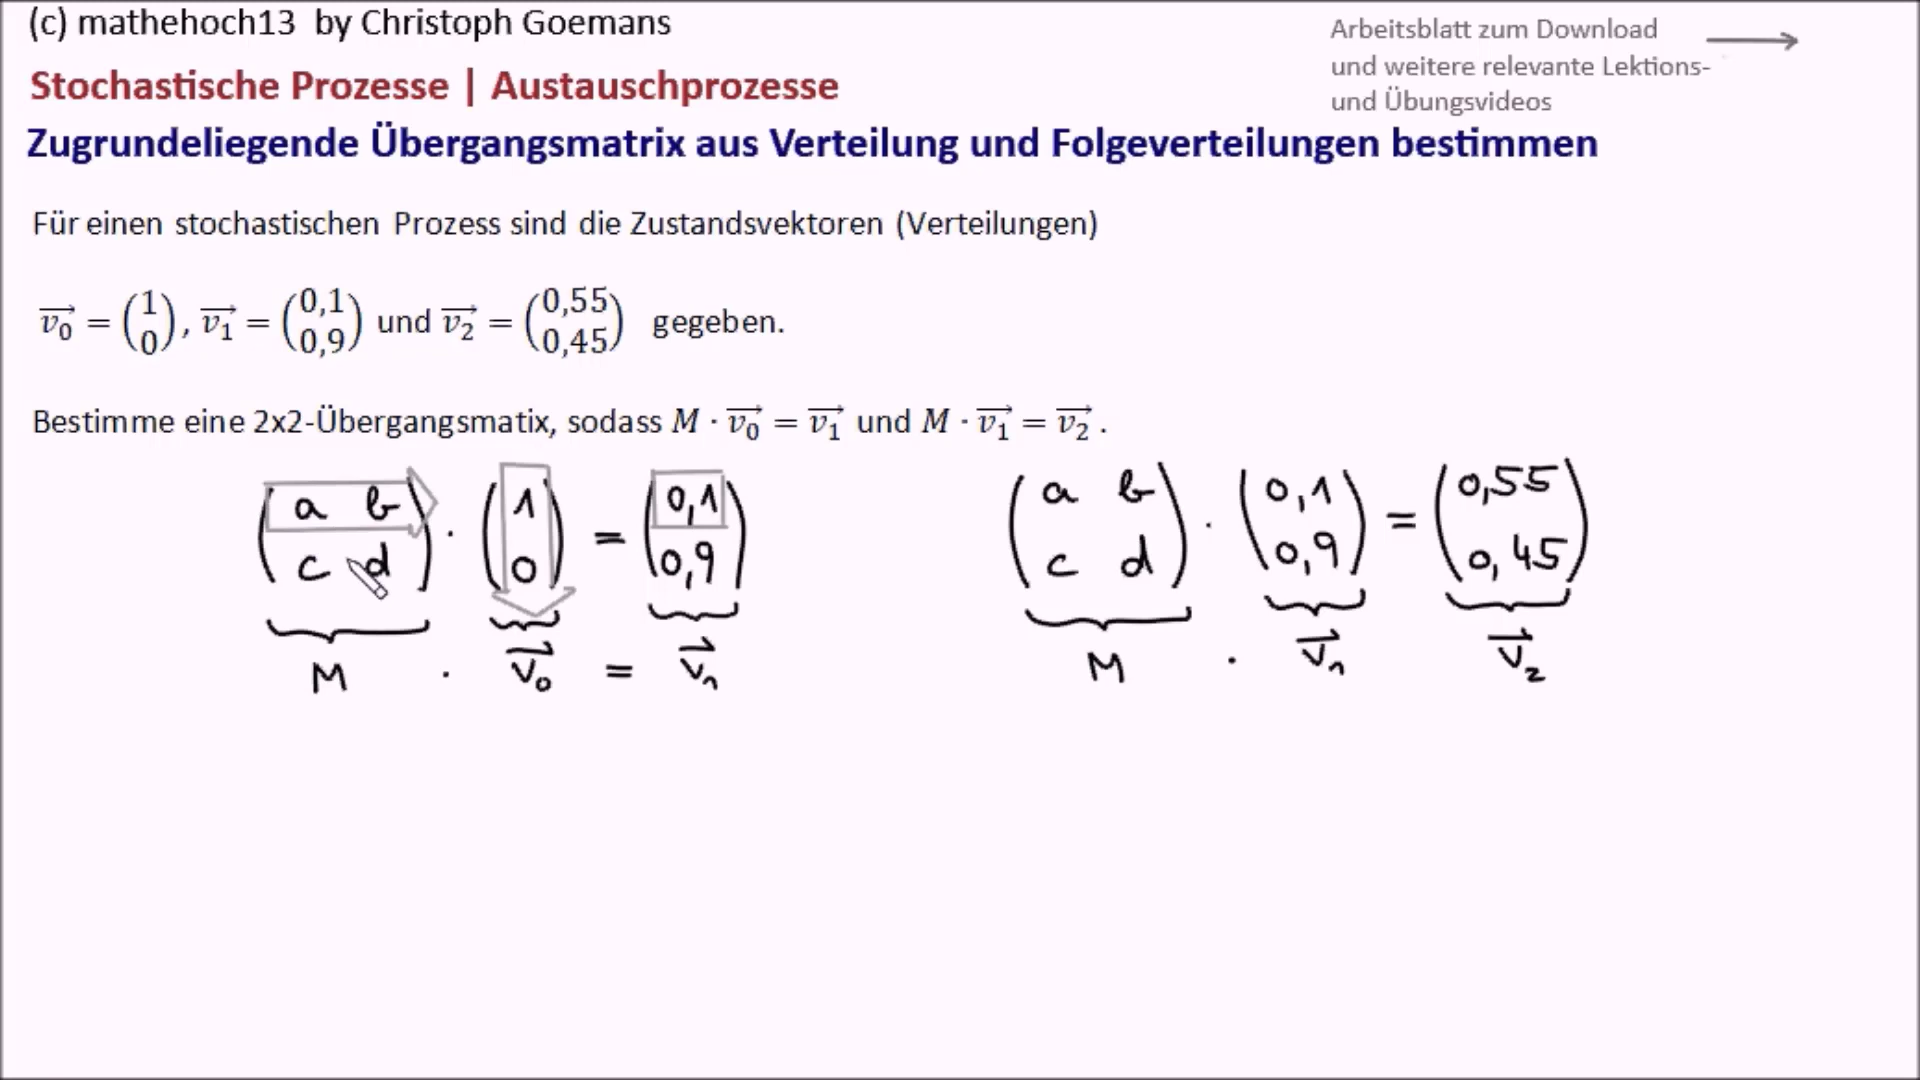 (c) mathehoch13 by Christoph Goemans
Arbeitsblatt zum Download
und weitere relevante Lektions-
und Übungsvideos
Stochastische Prozesse | Austauschprozesse
Zugrundeliegende Übergangsmatrix aus Verteilung und Folgeverteilungen bestimmen
Für einen stochastischen Prozess sind die Zustandsvektoren (Verteilungen)
v₀⃗ = (1 0), v₁⃗ = (0,1 0,9) und v₂⃗ = (0,55 0,45) gegeben.
Bestimme eine 2x2-Übergangsmatix, sodass M · v₀⃗ = v₁⃗ und M · v₁⃗ = v₂⃗ .
(a b c d) · (1 0) = (0,1 0,9)
M · v₀⃗ = v₁⃗
(a b c d) · (0,1 0,9) = (0,55 0,45)
M · v₁⃗ v₂⃗